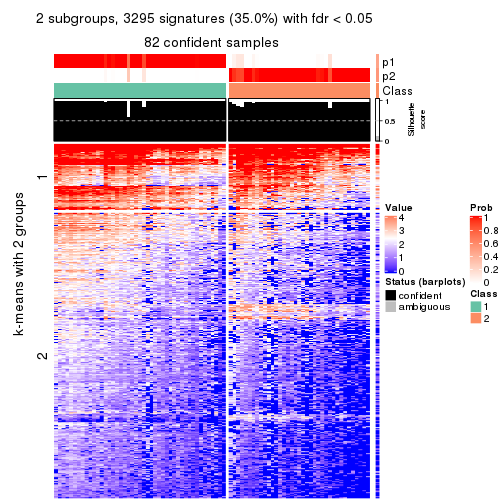 2 subgroups, 3295 signatures (35.0%) with fdr < 0.05
82 confident samples
p1
p2
Class
1
0.5
0
Silhouette
score
k-means with 2 groups
1
2
Value
4
3
2
1
0
Status (barplots)
confident
ambiguous
Prob
1
0.8
0.6
0.4
0.2
0
Class
1
2